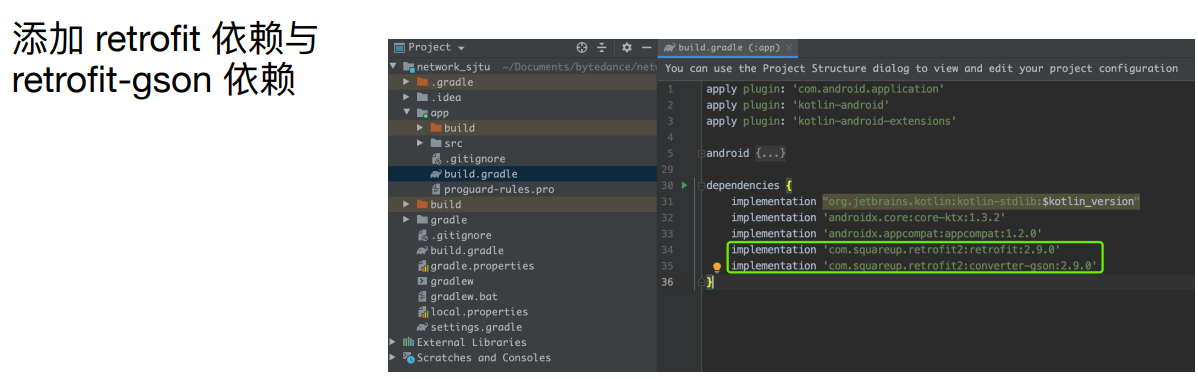 添加 retrofit 依赖与
retrofit-gson 依赖
Project
network_sjtu ~/Documents/bytedance/netw
.gradle
.idea
app
build
src
.gitignore
build.gradle
proguard-rules.pro
build
gradle
.gitignore
build.gradle
gradle.properties
gradlew
gradlew.bat
local.properties
settings.gradle
External Libraries
Scratches and Consoles
build.gradle (:app)
You can use the Project Structure dialog to view and edit your project configuration
1 apply plugin: 'com.android.application'
2 apply plugin: 'kotlin-android'
3 apply plugin: 'kotlin-android-extensions'
4
5 android {...}
29
30 dependencies {
31 implementation "org.jetbrains.kotlin:kotlin-stdlib:$kotlin_version"
32 implementation 'androidx.core:core-ktx:1.3.2'
33 implementation 'androidx.appcompat:appcompat:1.2.0'
34 implementation 'com.squareup.retrofit2:retrofit:2.9.0'
35 implementation 'com.squareup.retrofit2:converter-gson:2.9.0'
36 }